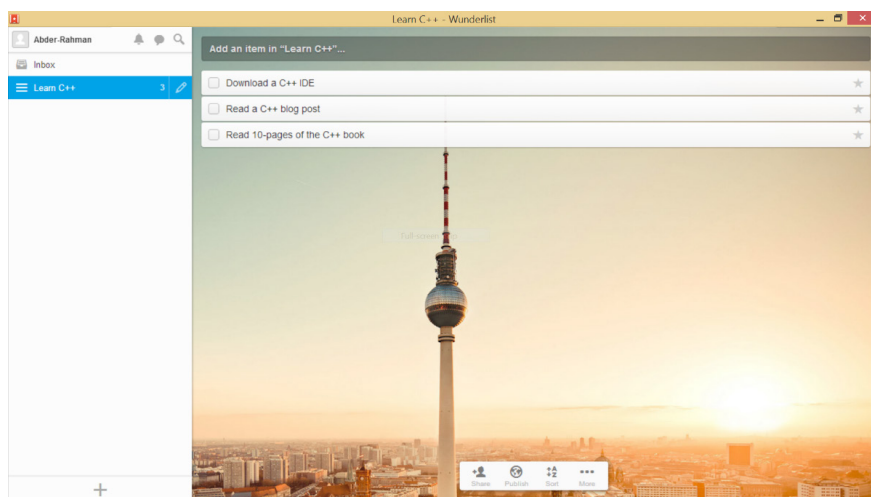 Learn C++ - Wunderlist
Abder-Rahman
Inbox
Learn C++ 3
Add an item in “Learn C++”...
Download a C++ IDE
Read a C++ blog post
Read 10-pages of the C++ book
Share Publish Sort More